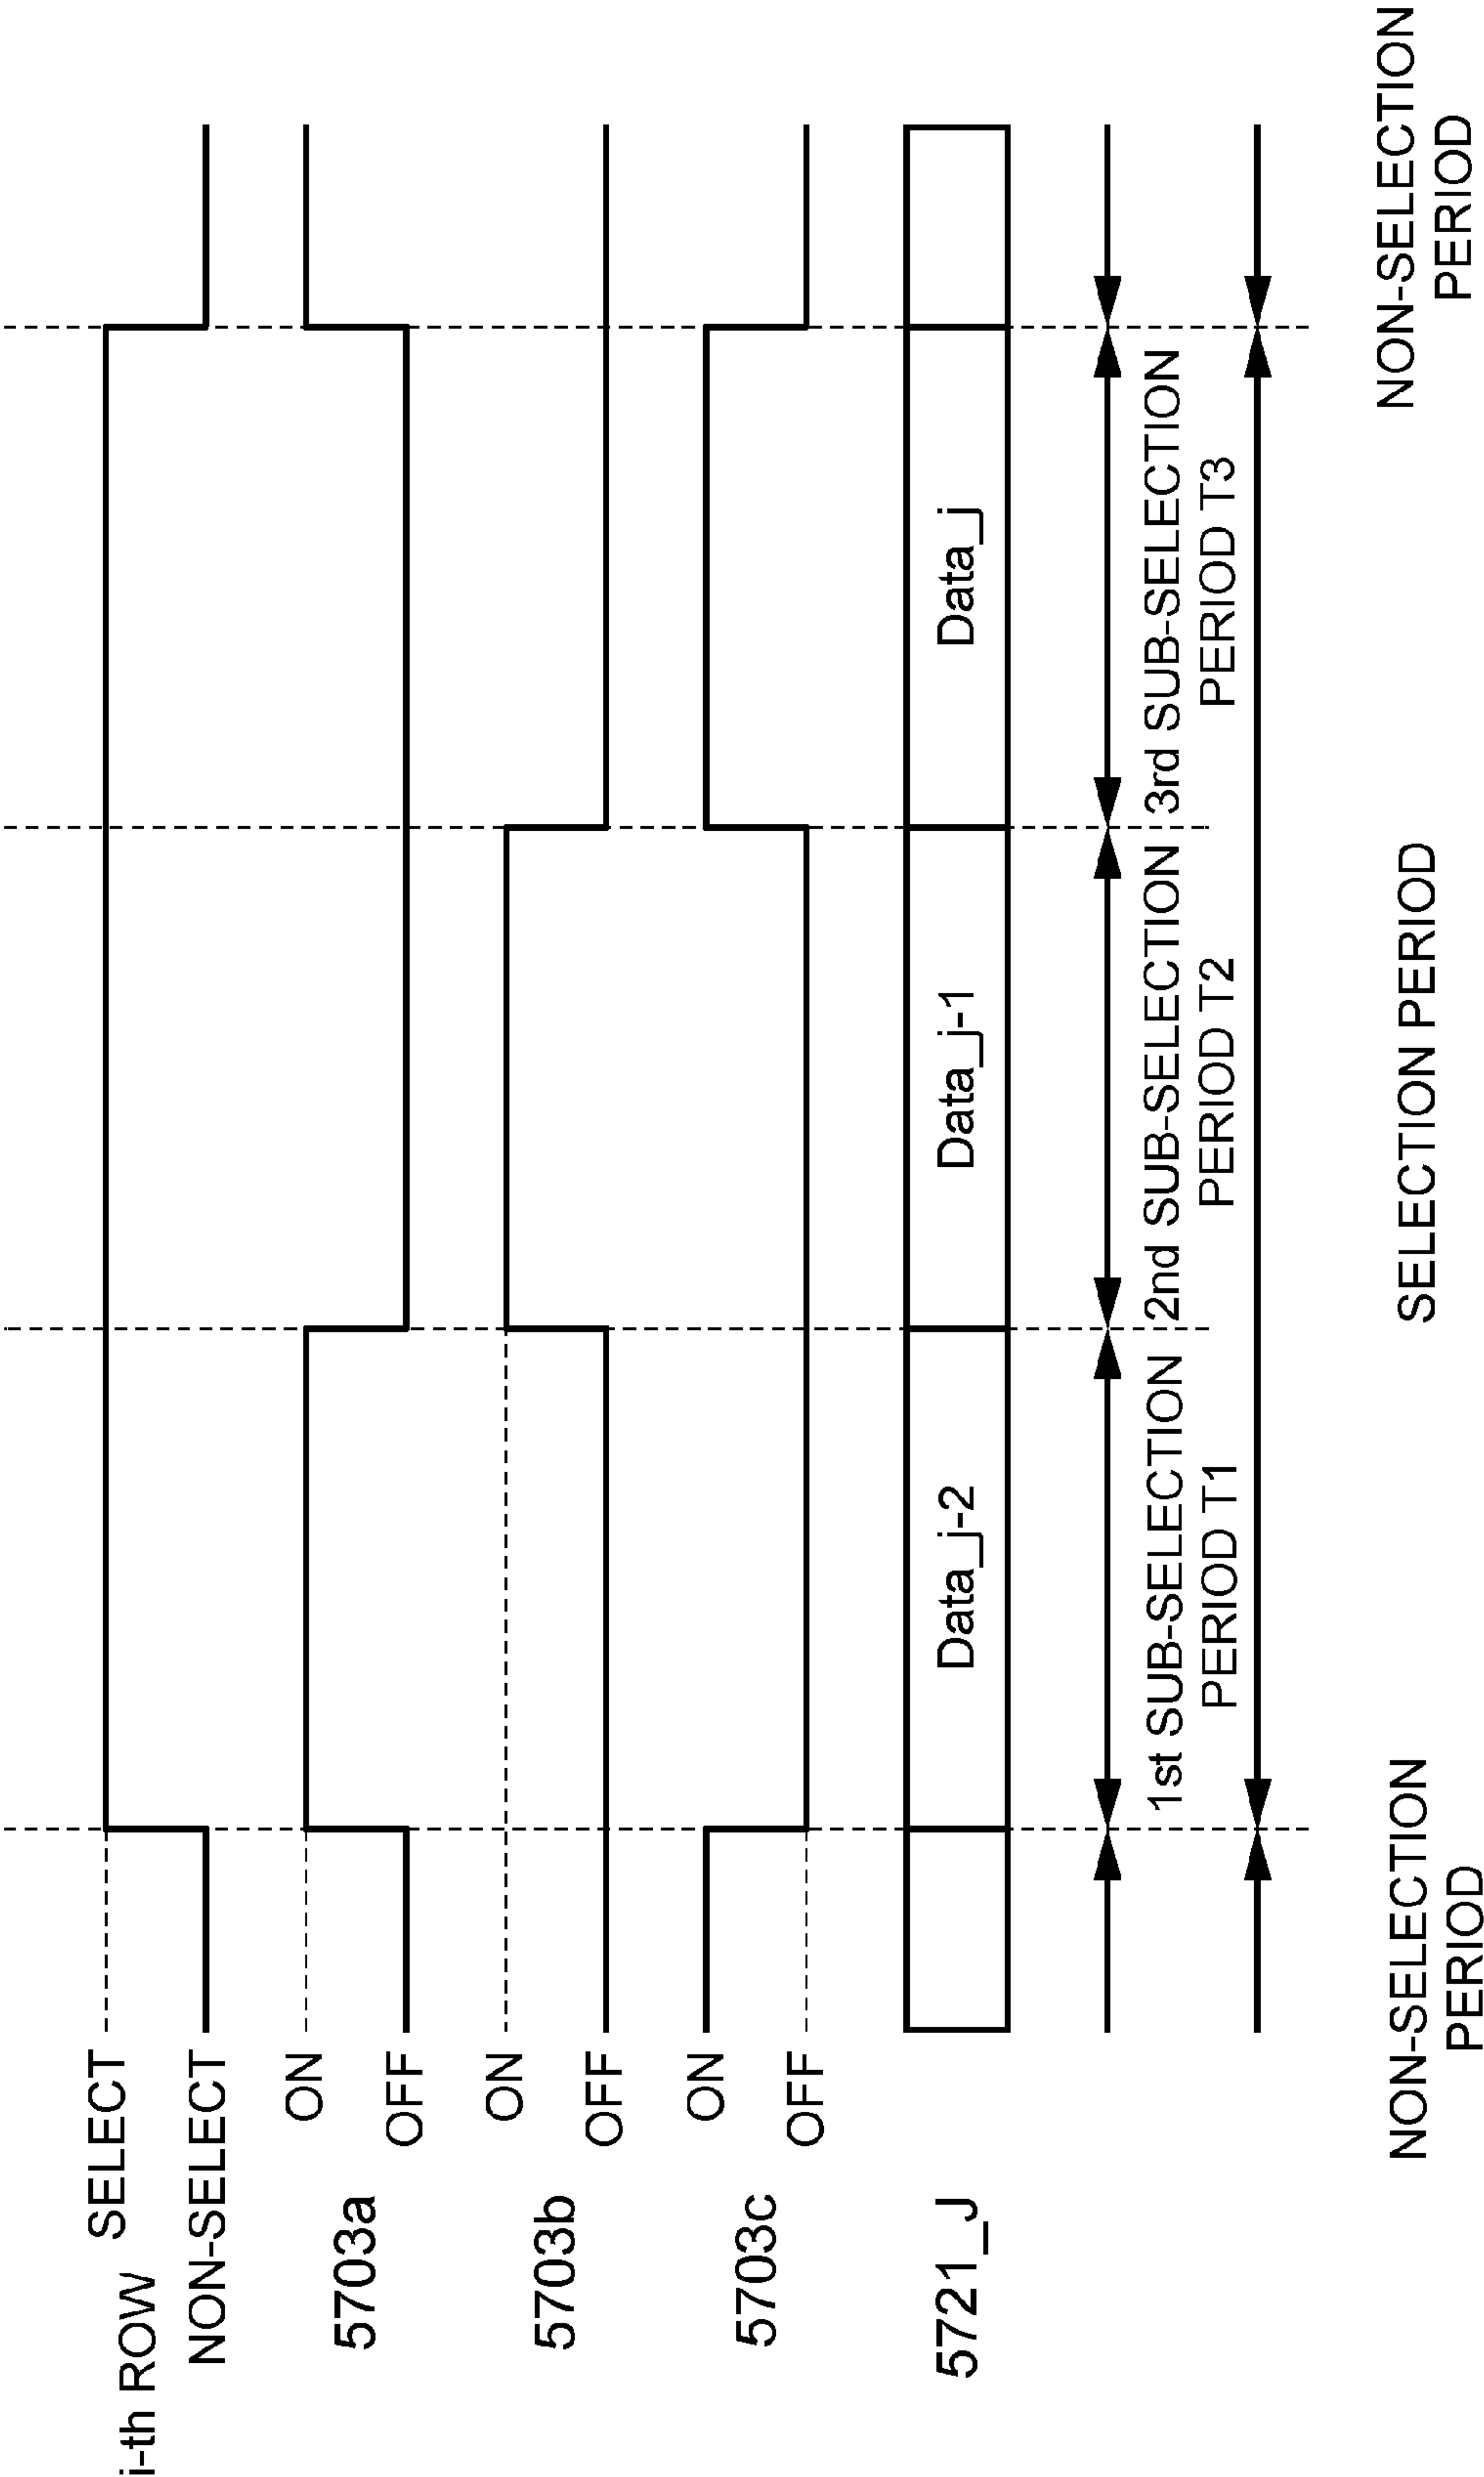 i-th ROW
SELECT
NON-SELECT
5703a
ON
OFF
5703b
ON
OFF
5703c
ON
OFF
5721_J
Data_j-2
Data_j-1
Data_j
1st SUB-SELECTION
PERIOD T1
2nd SUB-SELECTION
PERIOD T2
3rd SUB-SELECTION
PERIOD T3
NON-SELECTION
PERIOD
SELECTION PERIOD
NON-SELECTION
PERIOD